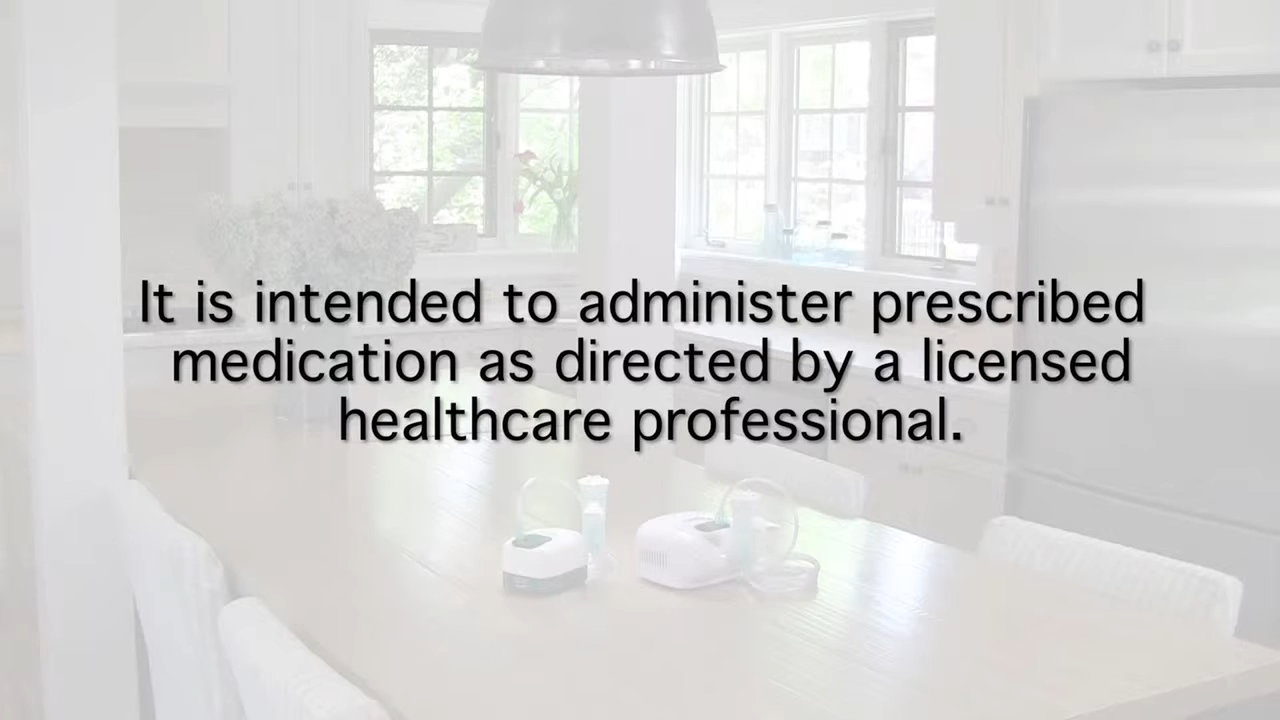 It is intended to administer prescribed
medication as directed by a licensed
healthcare professional.